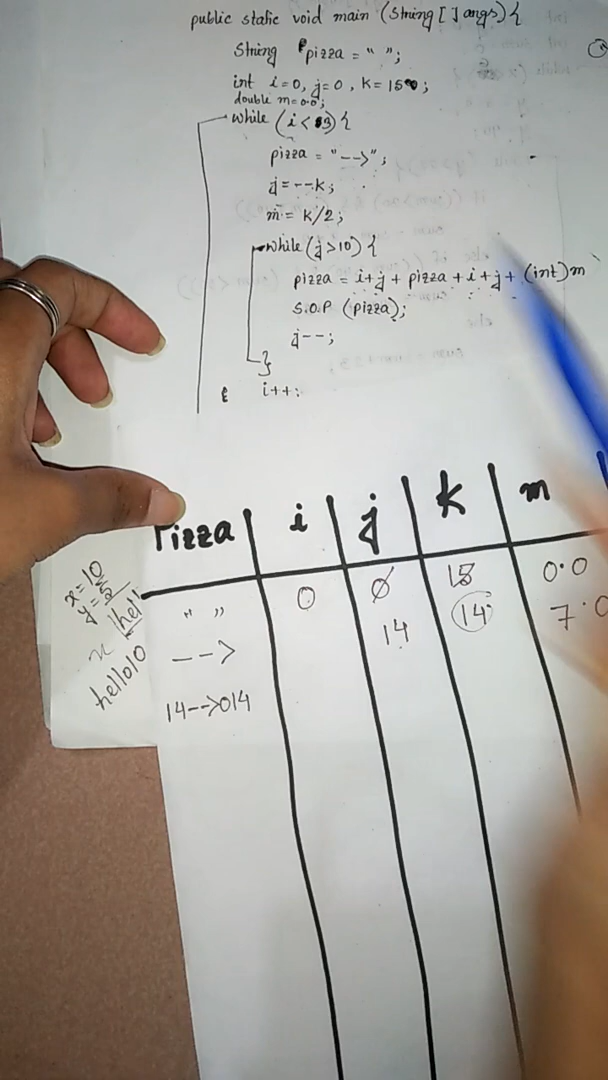 public static void main (String [ ] args) {
String pizza = " ";
int i=0, j=0, k=15;
double m=0.0;
while (i<3) {
pizza = "-->";
j=--k;
m=k/2;
while (j>10) {
pizza = i+j + pizza + i + j + (int) m
S.O.P (pizza);
j--;
}
i++;
Pizza i j k m
" " 0 0 15 0.0
--> 14 14 7.0
14-->014
x=10
y=5
hello10